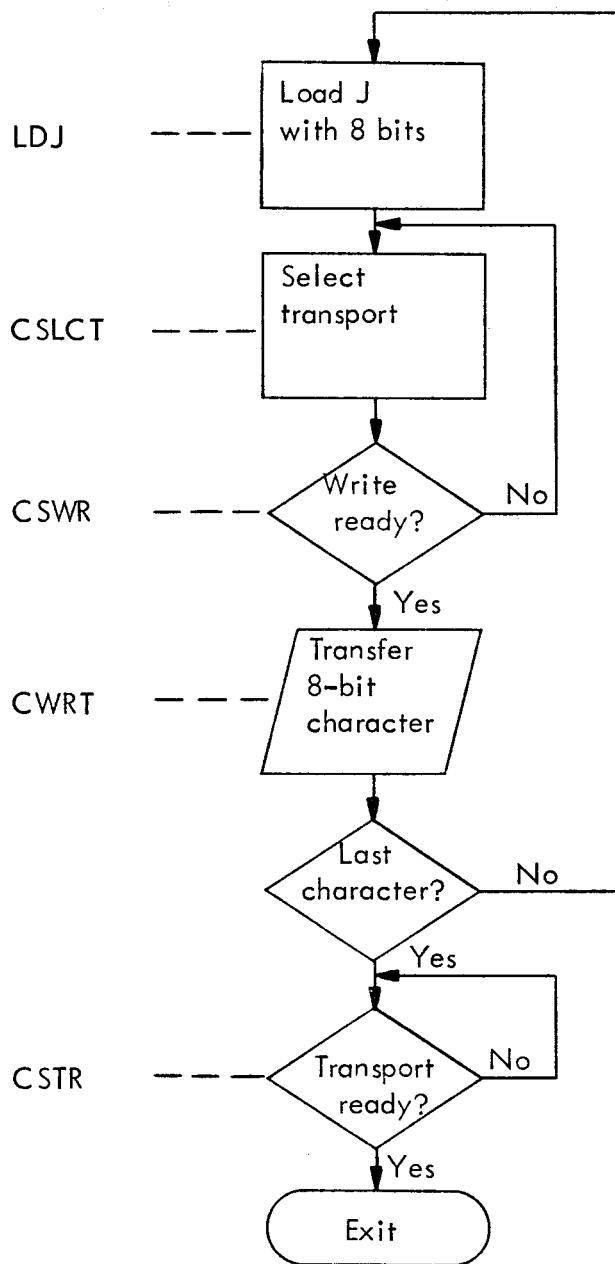 LDJ
Load J
with 8 bits
CSLCT
Select
transport
CSWR
Write
ready?
No
Yes
CWRT
Transfer
8-bit
character
Last
character?
No
Yes
CSTR
Transport
ready?
No
Yes
Exit